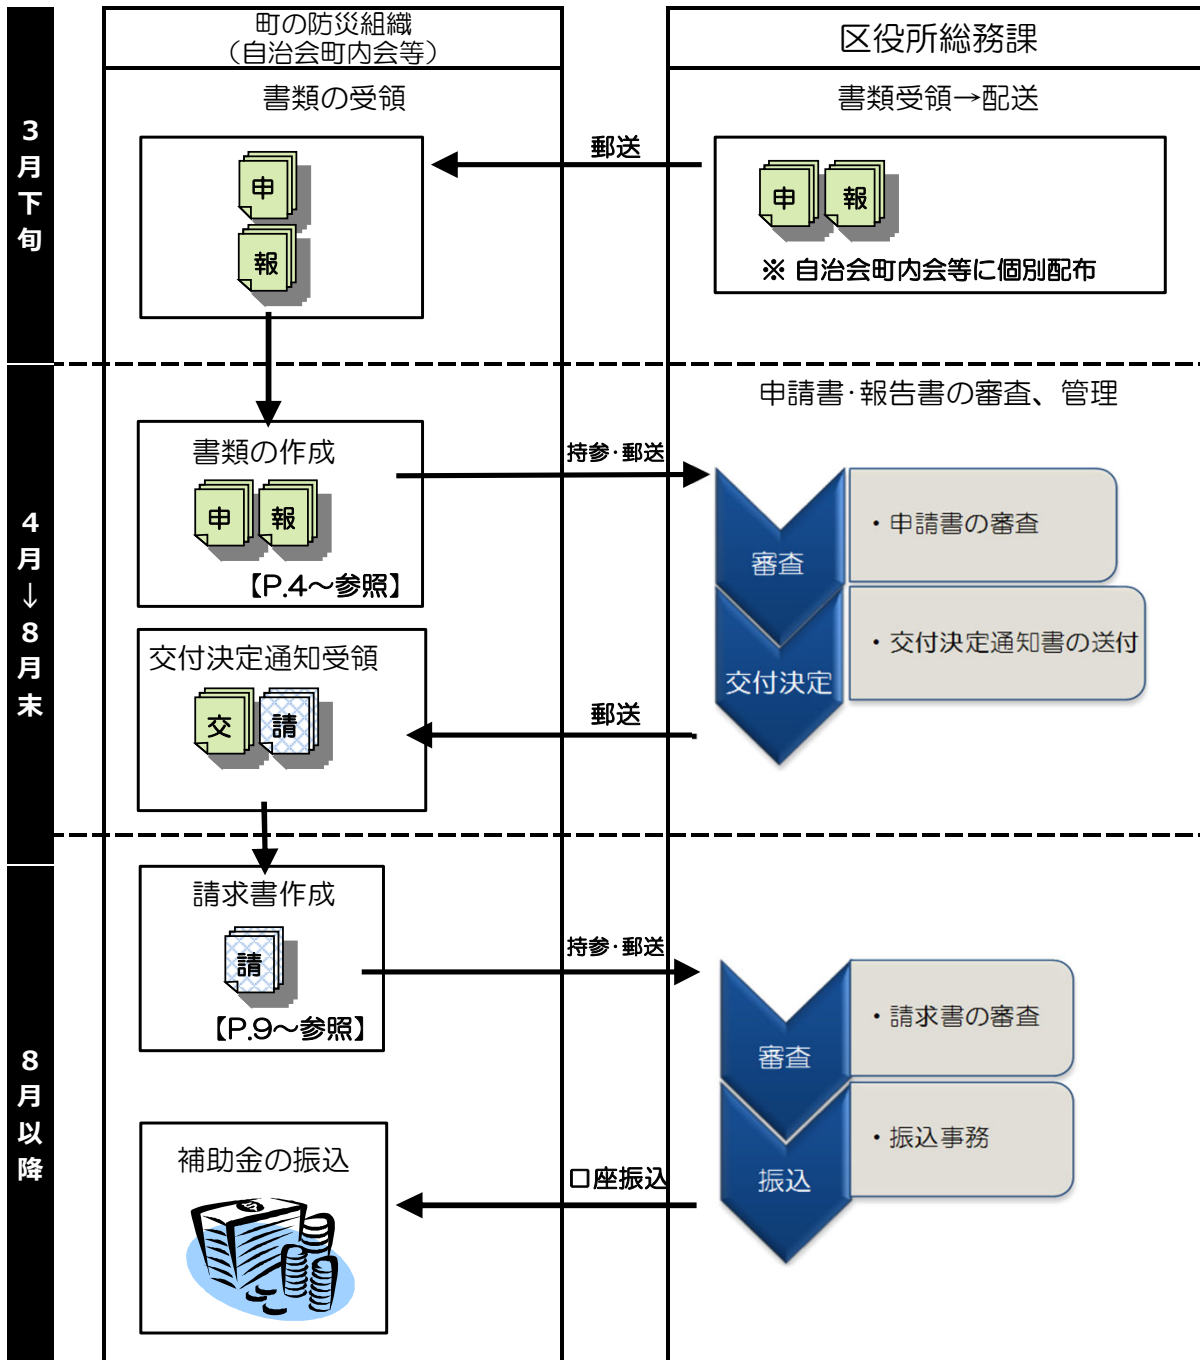 町の防災組織
（自治会町内会等）
区役所総務課
3月下旬
書類の受領
書類受領→配送
郵送
申
報
申
報
※ 自治会町内会等に個別配布
4月→8月末
申請書・報告書の審査、管理
書類の作成
持参・郵送
申
報
【P.4～参照】
審査
・申請書の審査
交付決定
・交付決定通知書の送付
交付決定通知受領
郵送
交
請
8月以降
請求書作成
持参・郵送
請
【P.9～参照】
審査
・請求書の審査
振込
・振込事務
補助金の振込
口座振込